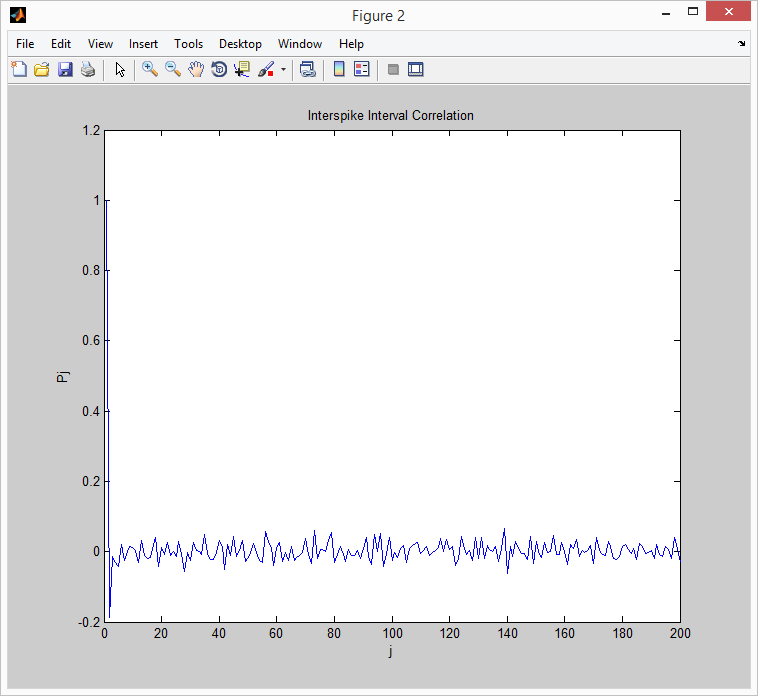 Figure 2
File Edit View Insert Tools Desktop Window Help
Interspike Interval Correlation
1.2
1
0.8
0.6
0.4
0.2
0
-0.2
Pj
0 20 40 60 80 100 120 140 160 180 200
j